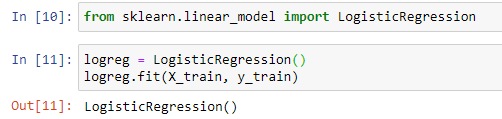 In [10]: from sklearn.linear_model import LogisticRegression
In [11]: logreg = LogisticRegression()
logreg.fit(X_train, y_train)
Out[11]: LogisticRegression()